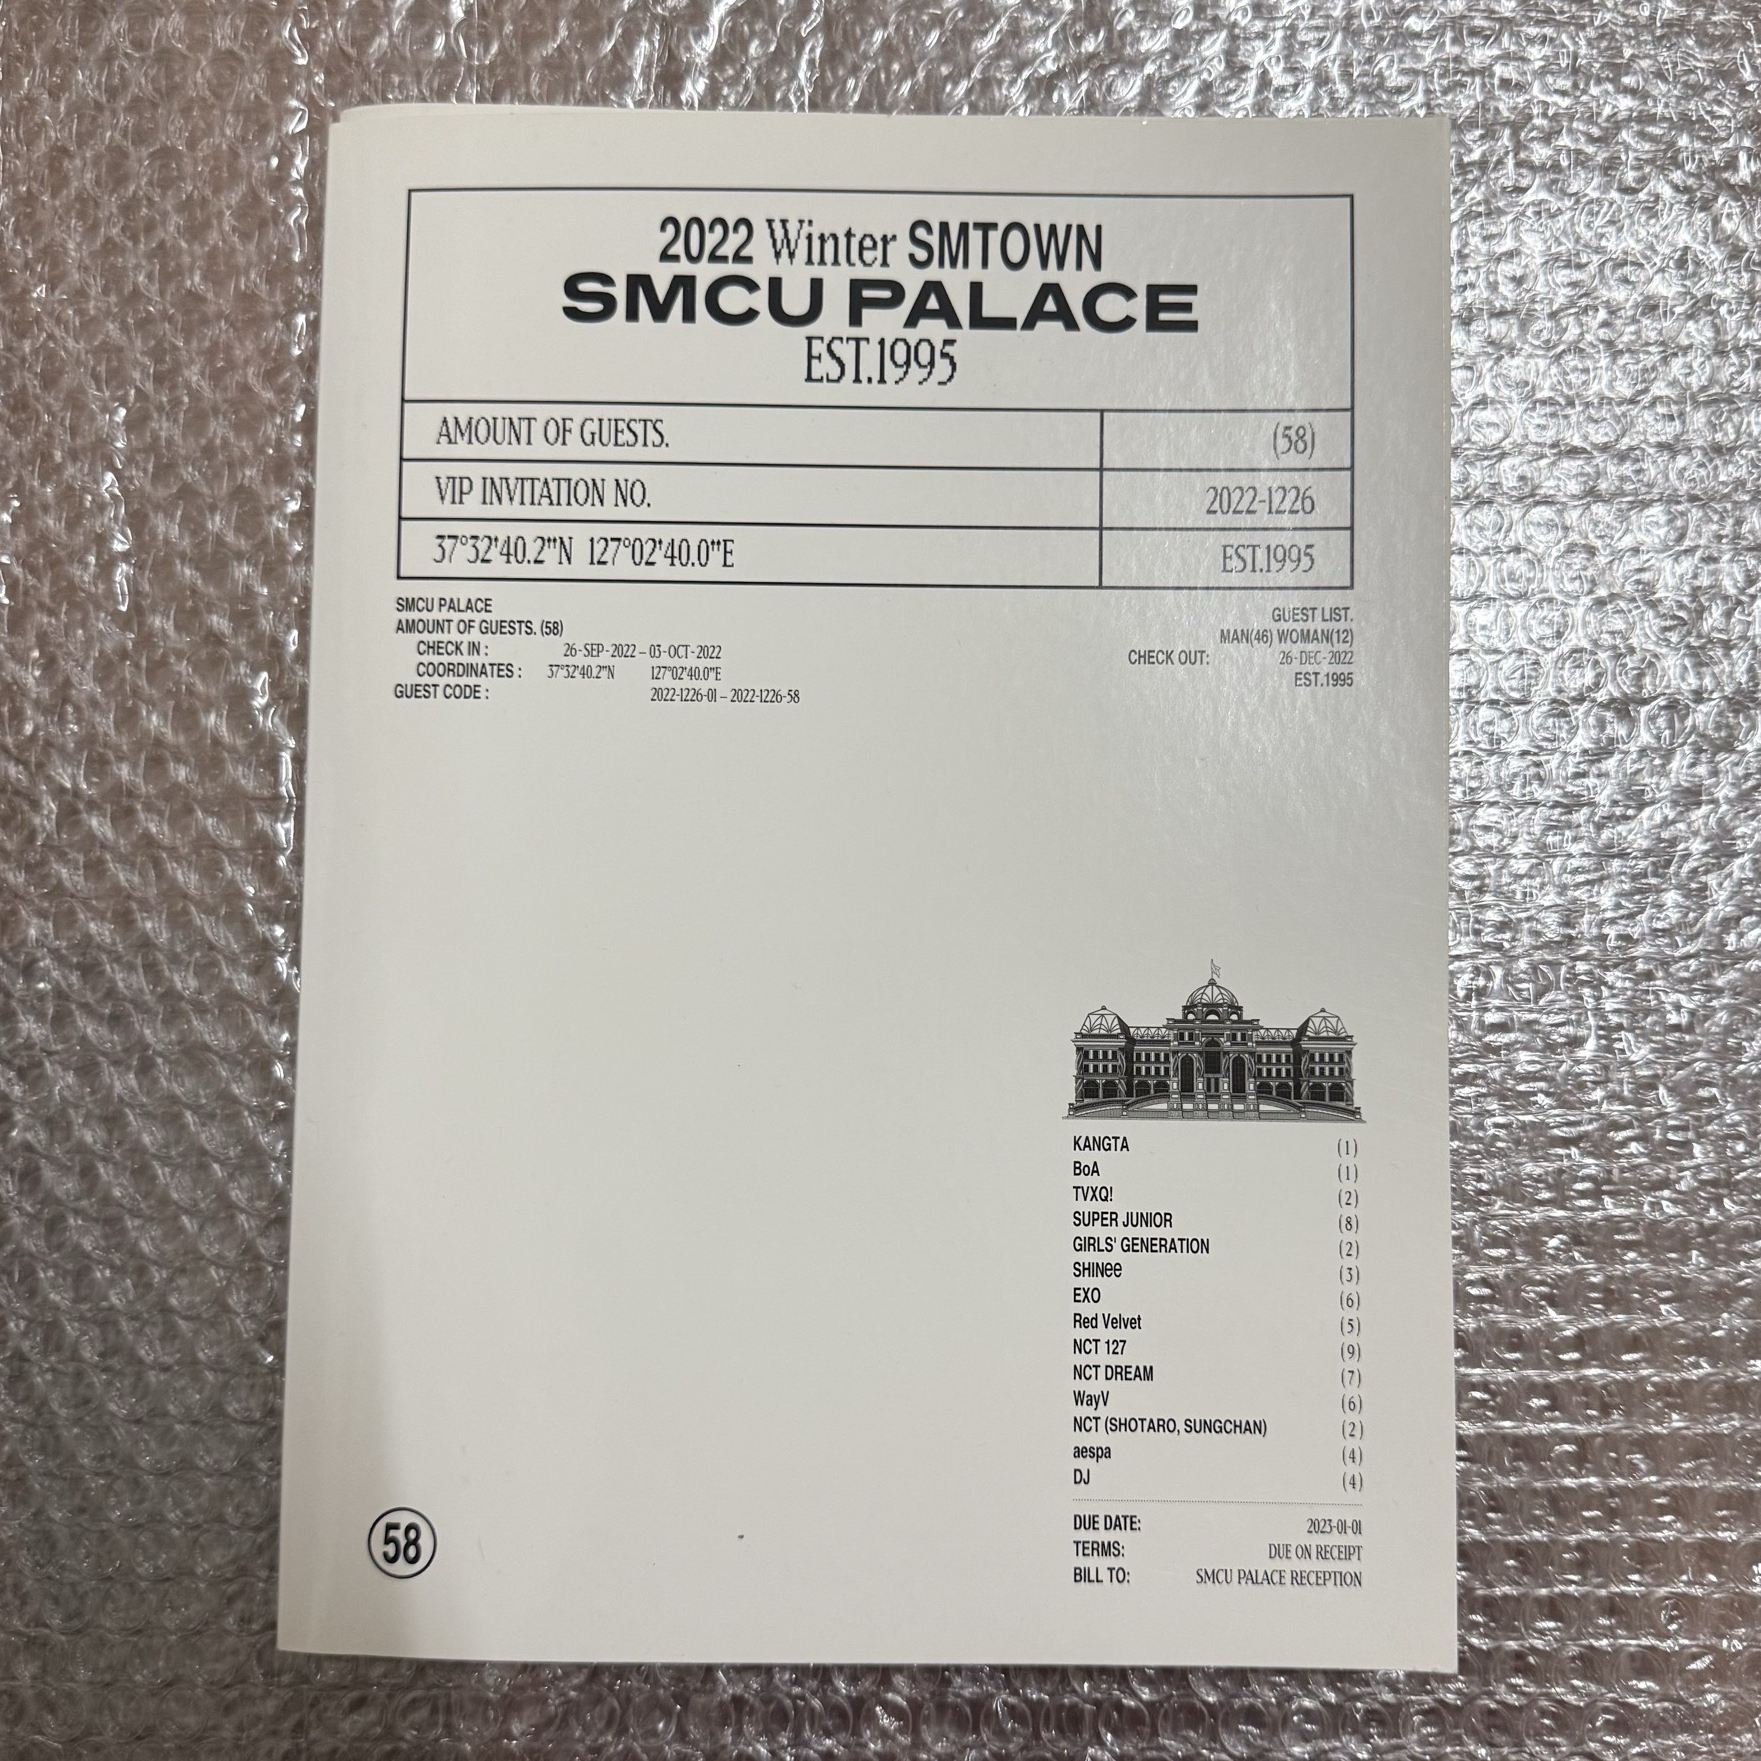 2022 Winter SMTOWN
SMCU PALACE
EST.1995
AMOUNT OF GUESTS. (58)
VIP INVITATION NO. 2022-1226
37°32'40.2"N 127°02'40.0"E EST.1995
SMCU PALACE
AMOUNT OF GUESTS. (58)
CHECK IN : 26-SEP-2022 – 03-OCT-2022
COORDINATES : 37°32'40.2"N 127°02'40.0"E
GUEST CODE : 2022-1226-01 – 2022-1226-58
GUEST LIST.
MAN(46) WOMAN(12)
CHECK OUT: 26-DEC-2022
EST.1995
KANGTA (1)
BoA (1)
TVXQ! (2)
SUPER JUNIOR (8)
GIRLS' GENERATION (2)
SHINee (3)
EXO (6)
Red Velvet (5)
NCT 127 (9)
NCT DREAM (7)
WayV (6)
NCT (SHOTARO, SUNGCHAN) (2)
aespa (4)
DJ (4)
DUE DATE: 2023-01-01
TERMS: DUE ON RECEIPT
BILL TO: SMCU PALACE RECEPTION
58